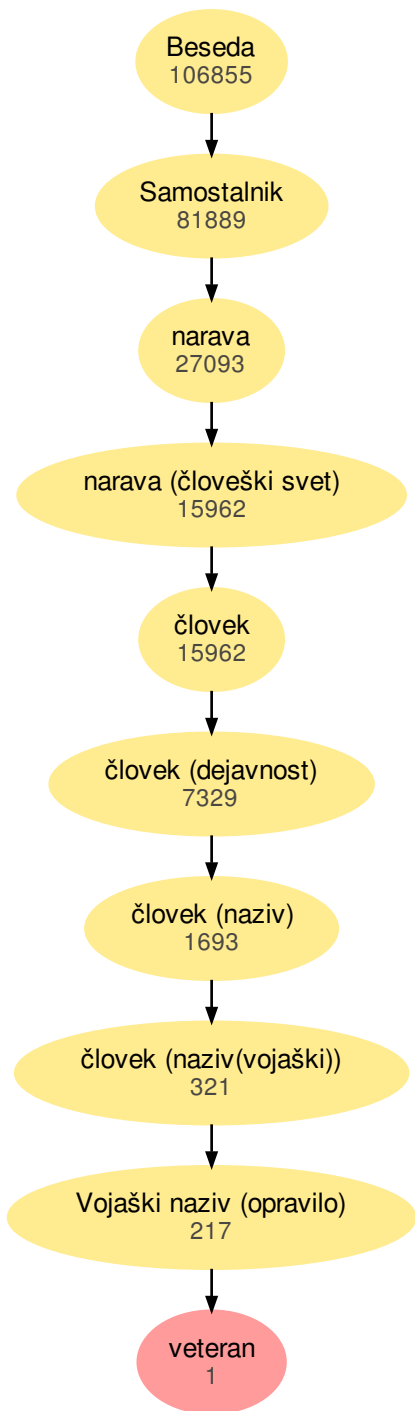 Beseda
106855
Samostalnik
81889
narava
27093
narava (človeški svet)
15962
človek
15962
človek (dejavnost)
7329
človek (naziv)
1693
človek (naziv(vojaški))
321
Vojaški naziv (opravilo)
217
veteran
1